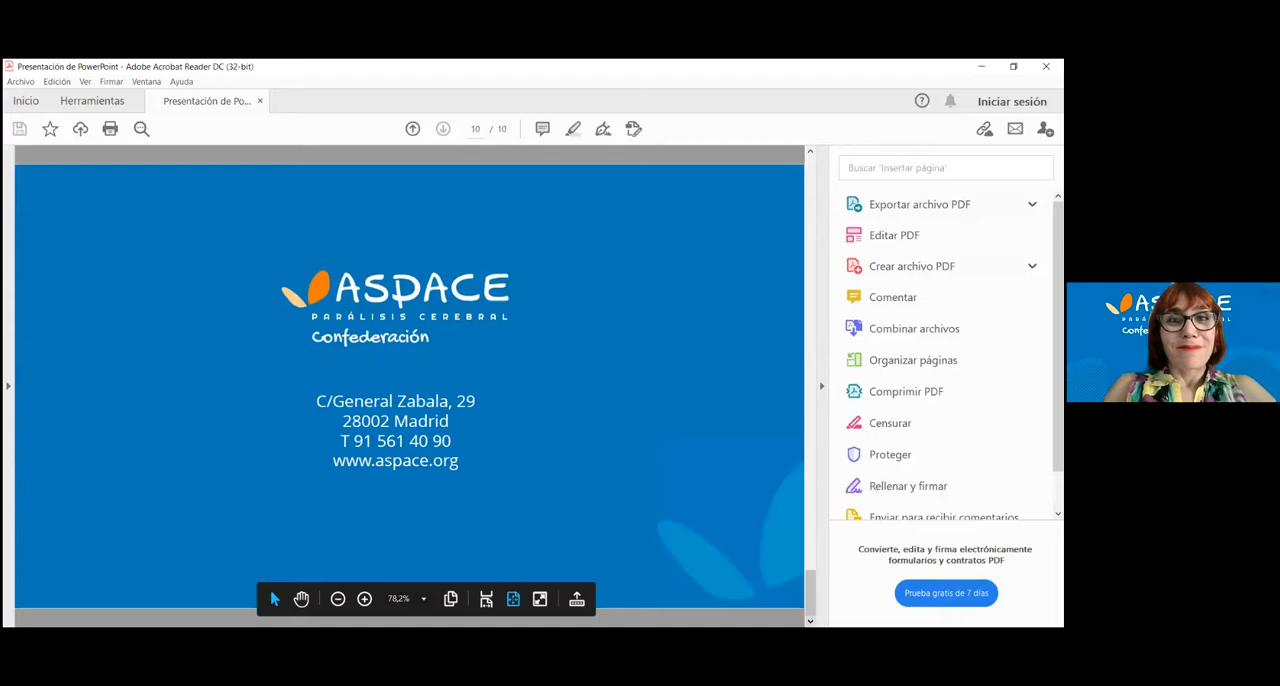 Presentación de PowerPoint - Adobe Acrobat Reader DC (32-bit)
Archivo Edición Ver Firmar Ventana Ayuda
Inicio Herramientas Presentación de Po... × Iniciar sesión
10 / 10
Buscar 'Insertar página'
Exportar archivo PDF
Editar PDF
Crear archivo PDF
Comentar
Combinar archivos
Organizar páginas
Comprimir PDF
Censurar
Proteger
Rellenar y firmar
Enviar para recibir comentarios
Convierte, edita y firma electrónicamente
formularios y contratos PDF
Prueba gratis de 7 días
ASPACE
PARÁLISIS CEREBRAL
Confederación
C/General Zabala, 29
28002 Madrid
T 91 561 40 90
www.aspace.org
78,2%